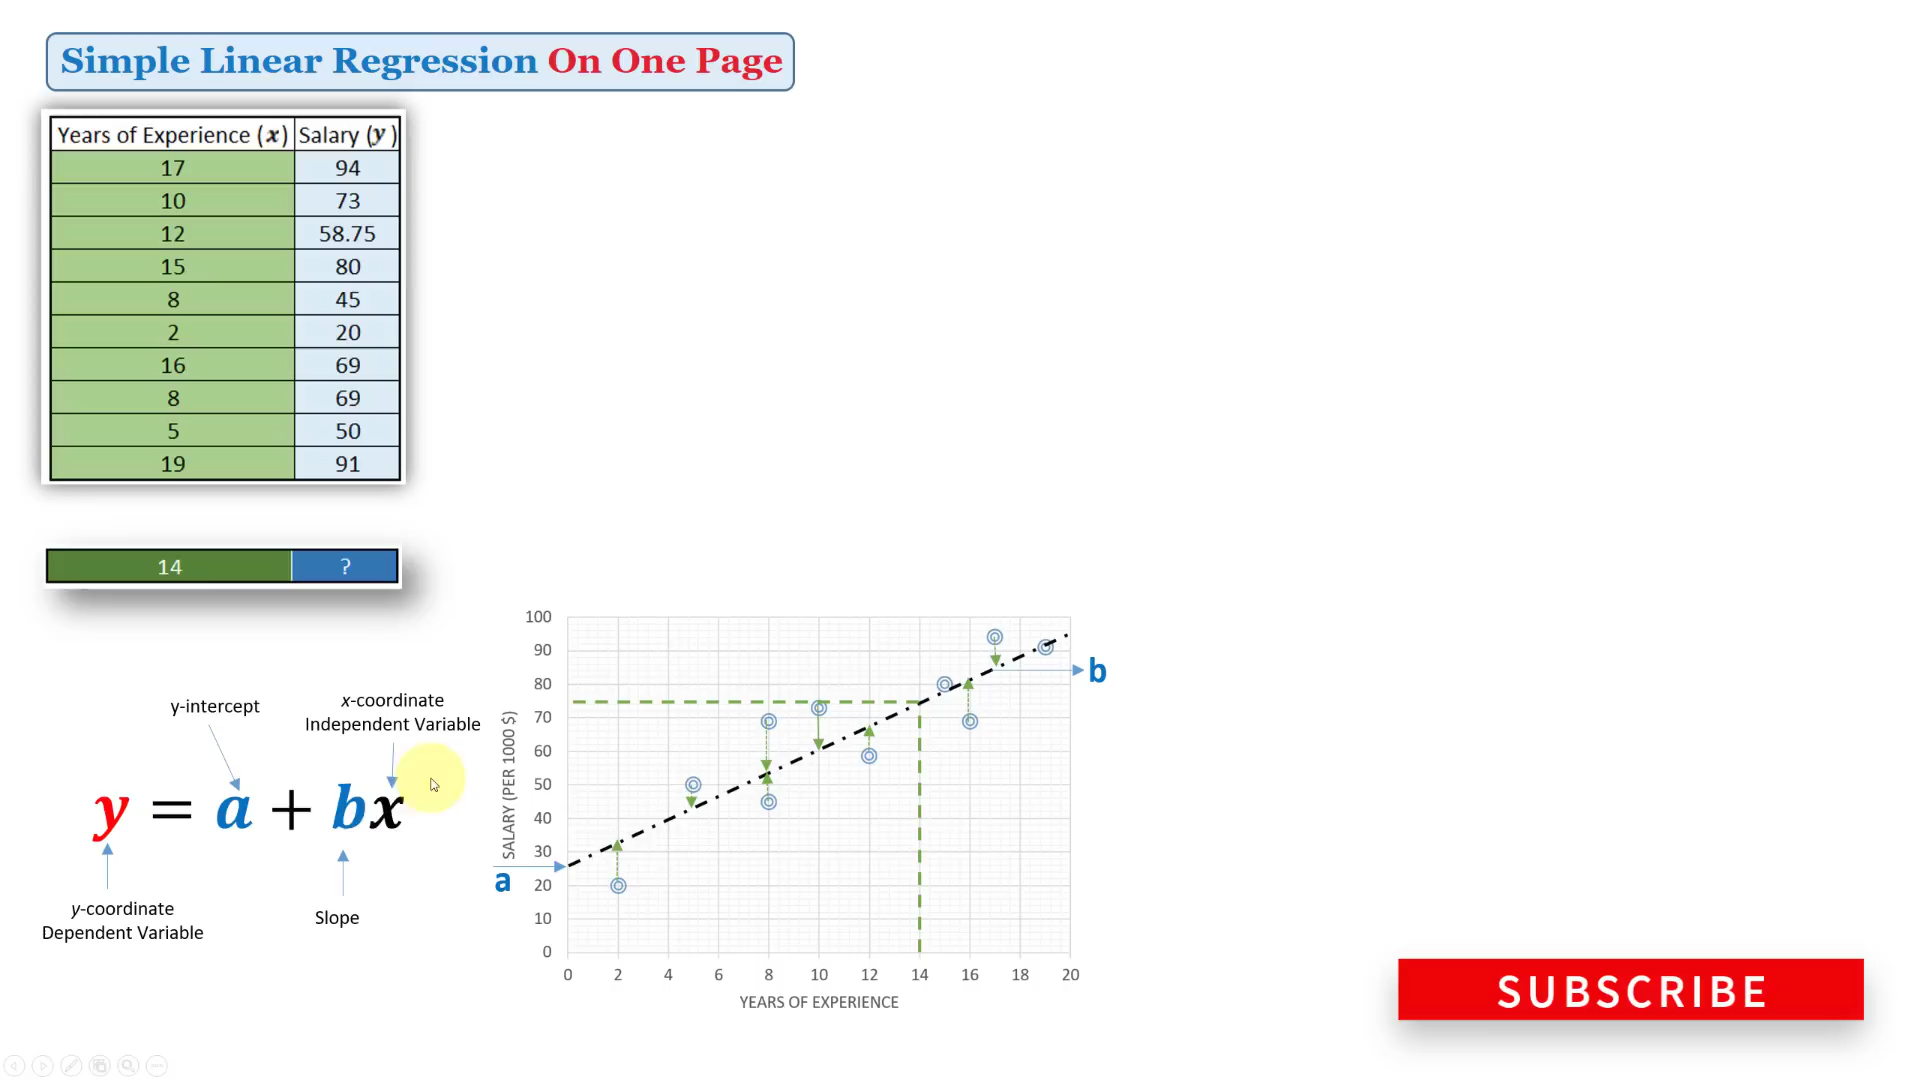 Simple Linear Regression On One Page
Years of Experience (x) Salary (y)
17 94
10 73
12 58.75
15 80
8 45
2 20
16 69
8 69
5 50
19 91
14 ?
y-intercept
x-coordinate
Independent Variable
y = a + bx
y-coordinate
Dependent Variable
Slope
SALARY (PER 1000 $)
100
90
80
70
60
50
40
30
20
10
0
a
b
0 2 4 6 8 10 12 14 16 18 20
YEARS OF EXPERIENCE
SUBSCRIBE